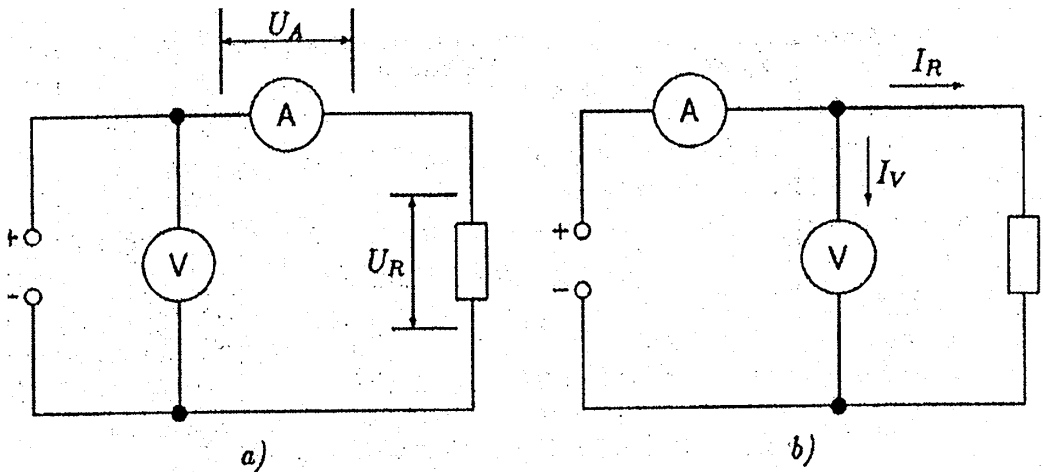 U_A
A
V
U_R
+
-
a)
I_R
A
I_V
V
+
-
b)